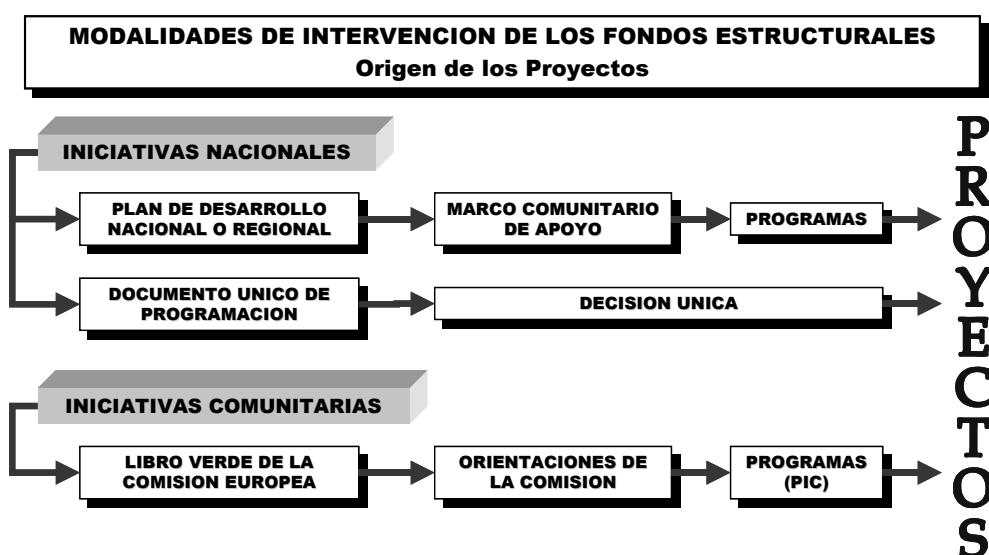 MODALIDADES DE INTERVENCION DE LOS FONDOS ESTRUCTURALES
Origen de los Proyectos
INICIATIVAS NACIONALES
PLAN DE DESARROLLO
NACIONAL O REGIONAL
MARCO COMUNITARIO
DE APOYO
PROGRAMAS
DOCUMENTO UNICO DE
PROGRAMACION
DECISION UNICA
INICIATIVAS COMUNITARIAS
LIBRO VERDE DE LA
COMISION EUROPEA
ORIENTACIONES DE
LA COMISION
PROGRAMAS
(PIC)
PROYECTOS